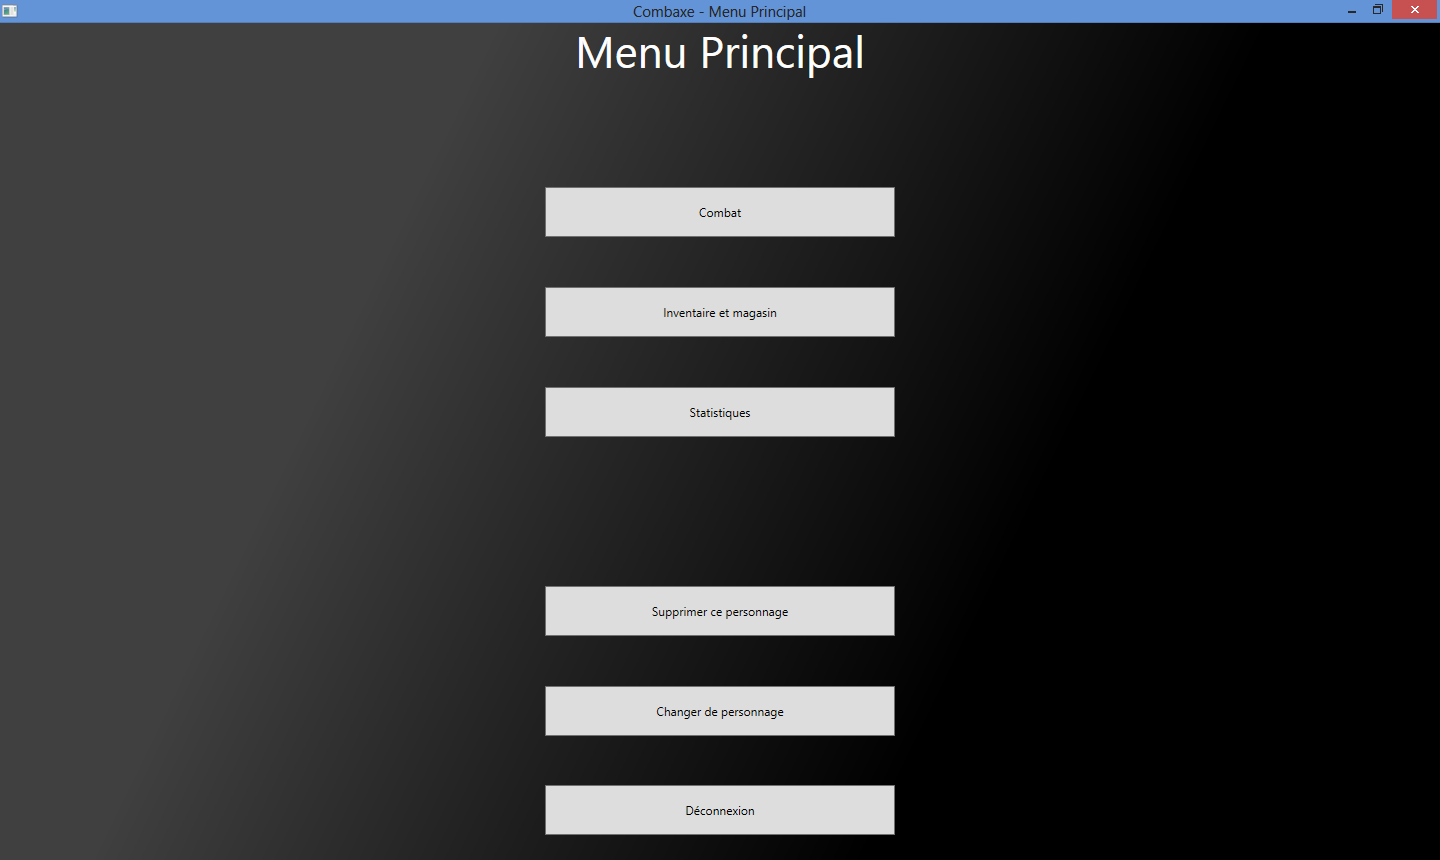 Combaxe - Menu Principal
Menu Principal
Combat
Inventaire et magasin
Statistiques
Supprimer ce personnage
Changer de personnage
Déconnexion